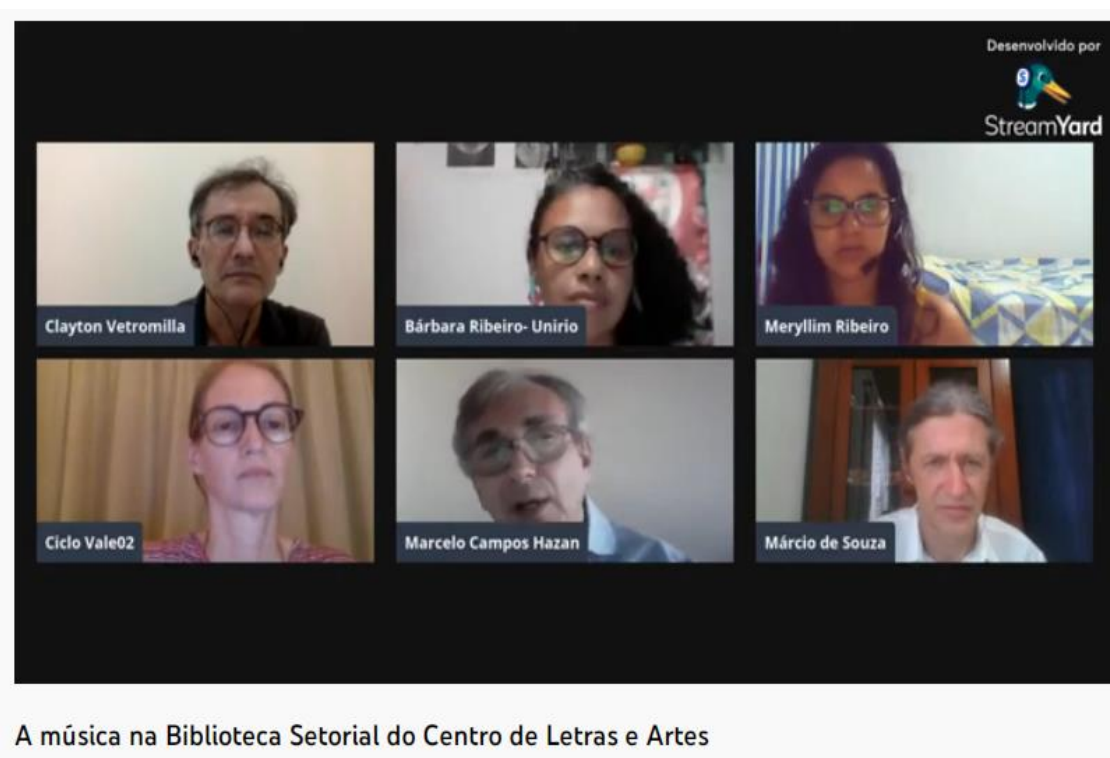 Desenvolvido por
StreamYard
Clayton Vetromilla
Bárbara Ribeiro- Unirio
Meryllim Ribeiro
Ciclo Vale02
Marcelo Campos Hazan
Márcio de Souza
A música na Biblioteca Setorial do Centro de Letras e Artes